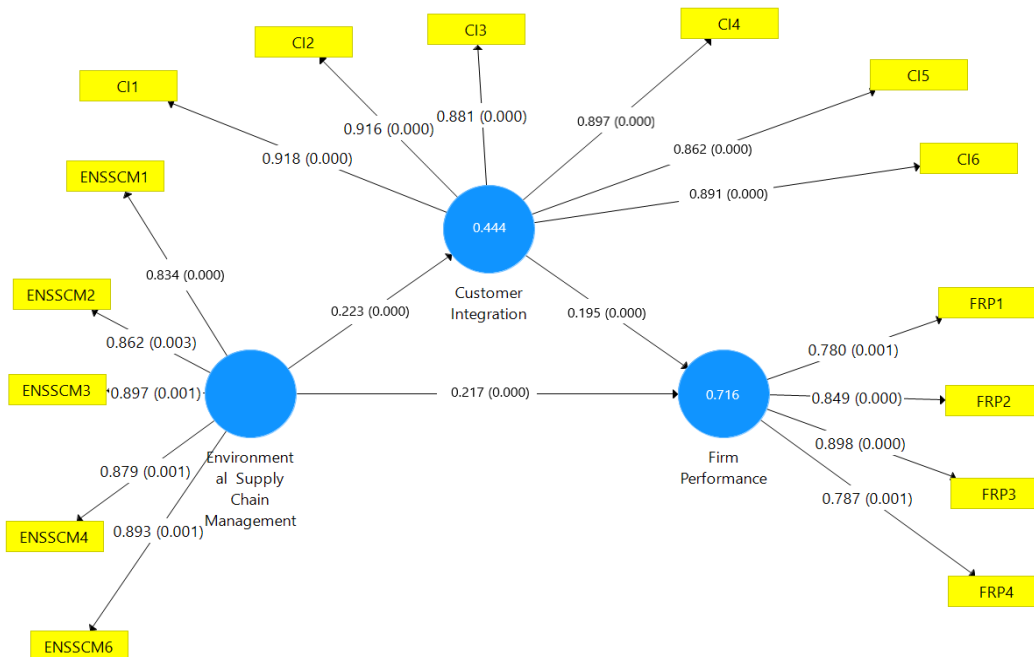 CI3
CI4
CI2
CI5
CI1
CI6
0.881 (0.000)
0.897 (0.000)
0.916 (0.000)
0.862 (0.000)
0.918 (0.000)
0.891 (0.000)
ENSSCM1
0.444
0.834 (0.000)
ENSSCM2
Customer
Integration
0.223 (0.000)
0.195 (0.000)
FRP1
0.862 (0.003)
0.780 (0.001)
ENSSCM3
0.897 (0.001)
0.217 (0.000)
0.716
0.849 (0.000)
FRP2
0.898 (0.000)
Environment
al Supply
Chain
Management
Firm
Performance
0.879 (0.001)
0.787 (0.001)
FRP3
ENSSCM4
0.893 (0.001)
FRP4
ENSSCM6